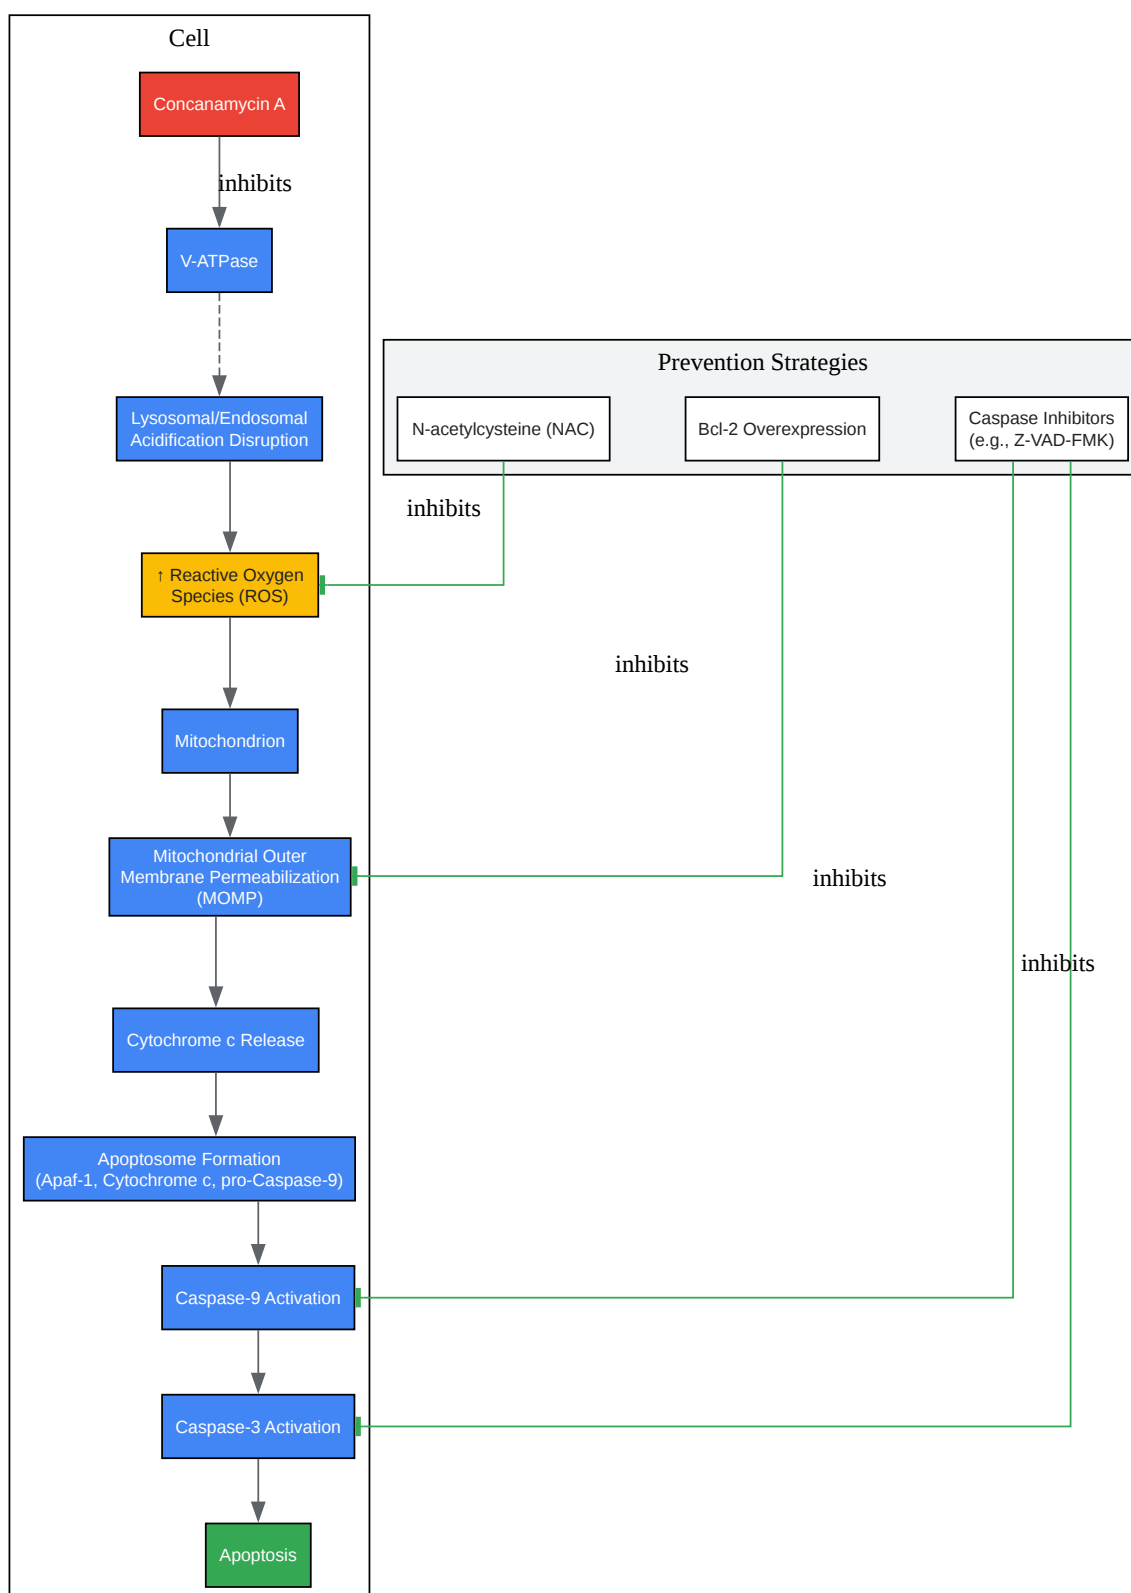 Cell
Concanamycin A
inhibits
V-ATPase
Prevention Strategies
Lysosomal/Endosomal
Acidification Disruption
N-acetylcysteine (NAC)
Bcl-2 Overexpression
Caspase Inhibitors
(e.g., Z-VAD-FMK)
inhibits
↑ Reactive Oxygen
Species (ROS)
inhibits
Mitochondrion
Mitochondrial Outer
Membrane Permeabilization
(MOMP)
inhibits
inhibits
Cytochrome c Release
Apoptosome Formation
(Apaf-1, Cytochrome c, pro-Caspase-9)
Caspase-9 Activation
Caspase-3 Activation
Apoptosis